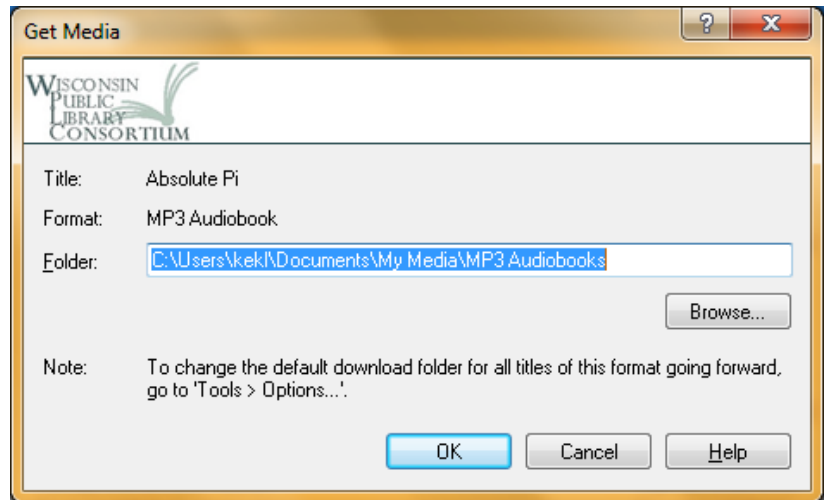 Get Media
WISCONSIN
PUBLIC
LIBRARY
CONSORTIUM
Title: Absolute Pi
Format: MP3 Audiobook
Folder: C:\Users\kekl\Documents\My Media\MP3 Audiobooks
Browse...
Note: To change the default download folder for all titles of this format going forward,
go to 'Tools > Options...'.
OK Cancel Help